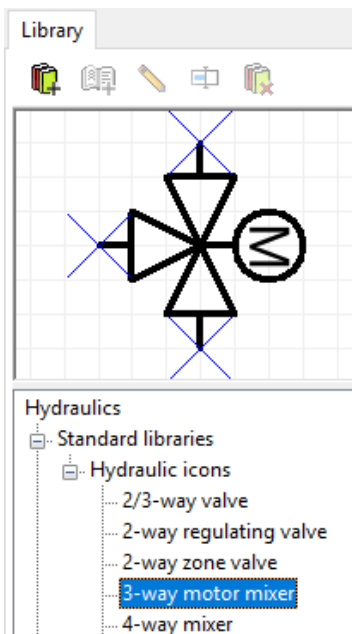 Library
M
Hydraulics
Standard libraries
Hydraulic icons
2/3-way valve
2-way regulating valve
2-way zone valve
3-way motor mixer
4-way mixer